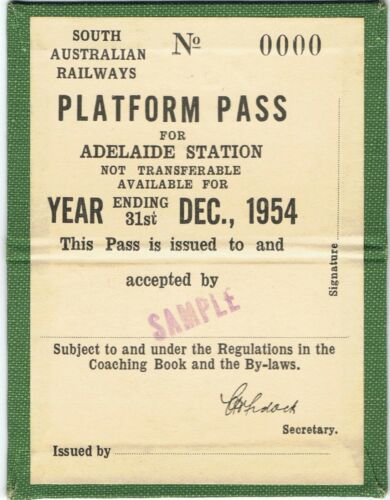 SOUTH
AUSTRALIAN
RAILWAYS
No 0000
PLATFORM PASS
FOR
ADELAIDE STATION
NOT TRANSFERABLE
AVAILABLE FOR
YEAR ENDING 31st DEC., 1954
This Pass is issued to and
accepted by
SAMPLE
Signature
Subject to and under the Regulations in the
Coaching Book and the By-laws.
Secretary.
Issued by